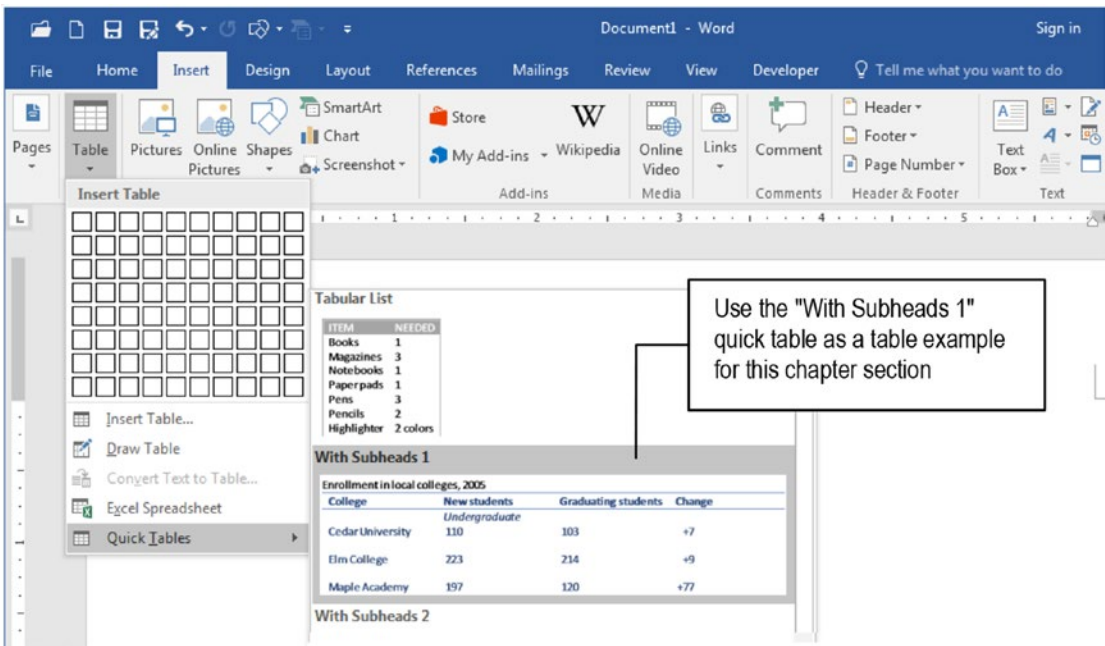 Document1 - Word
Sign in
File Home Insert Design Layout References Mailings Review View Developer Tell me what you want to do
Pages
Table
Pictures
Online Pictures
Shapes
SmartArt
Chart
Screenshot
Store
My Add-ins
Wikipedia
Add-ins
Online Video
Media
Links
Comment
Comments
Header
Footer
Page Number
Header & Footer
Text Box
Text
Insert Table
1 2 3 4 5
Insert Table...
Draw Table
Convert Text to Table...
Excel Spreadsheet
Quick Tables
Tabular List
ITEM NEEDED
Books 1
Magazines 3
Notebooks 1
Paper pads 1
Pens 3
Pencils 2
Highlighter 2 colors
With Subheads 1
Enrollment in local colleges, 2005
College New students Graduating students Change
Undergraduate
Cedar University 110 103 +7
Elm College 223 214 +9
Maple Academy 197 120 +77
With Subheads 2
Use the "With Subheads 1"
quick table as a table example
for this chapter section